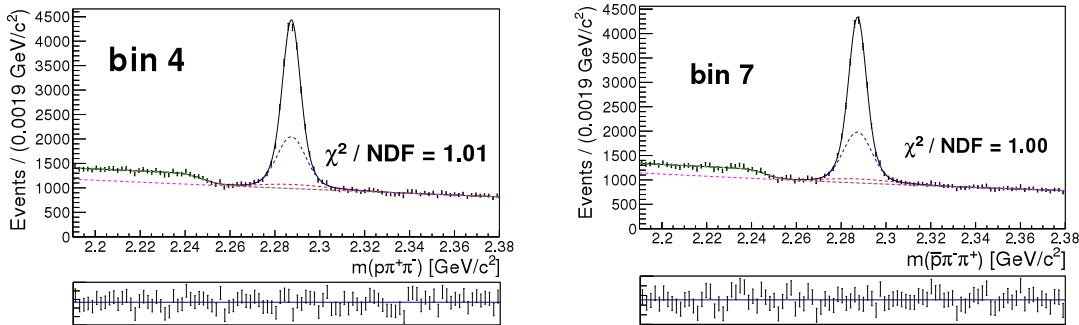 Events / (0.0019 GeV/c²)
4500
4000
3500
3000
2500
2000
1500
1000
500
0
bin 4
χ² / NDF = 1.01
2.2 2.22 2.24 2.26 2.28 2.3 2.32 2.34 2.36 2.38
m(pπ⁺π⁻) [GeV/c²]
Events / (0.0019 GeV/c²)
4500
4000
3500
3000
2500
2000
1500
1000
500
0
bin 7
χ² / NDF = 1.00
2.2 2.22 2.24 2.26 2.28 2.3 2.32 2.34 2.36 2.38
m(p̅π⁻π⁺) [GeV/c²]